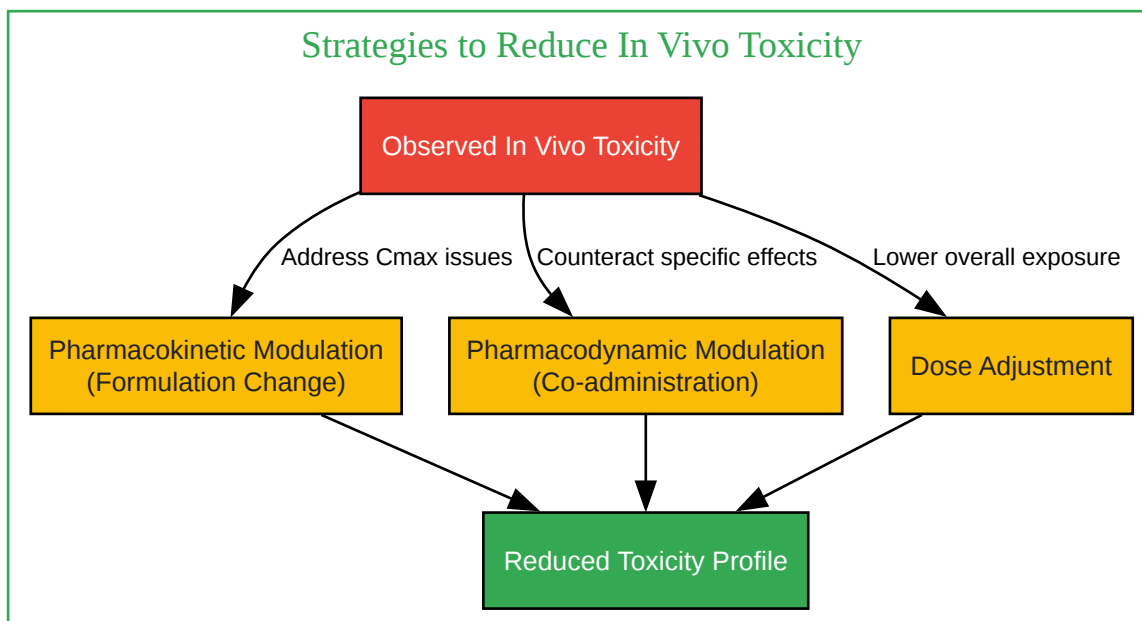 Strategies to Reduce In Vivo Toxicity
Observed In Vivo Toxicity
Address Cmax issues
Counteract specific effects
Lower overall exposure
Pharmacokinetic Modulation
(Formulation Change)
Pharmacodynamic Modulation
(Co-administration)
Dose Adjustment
Reduced Toxicity Profile